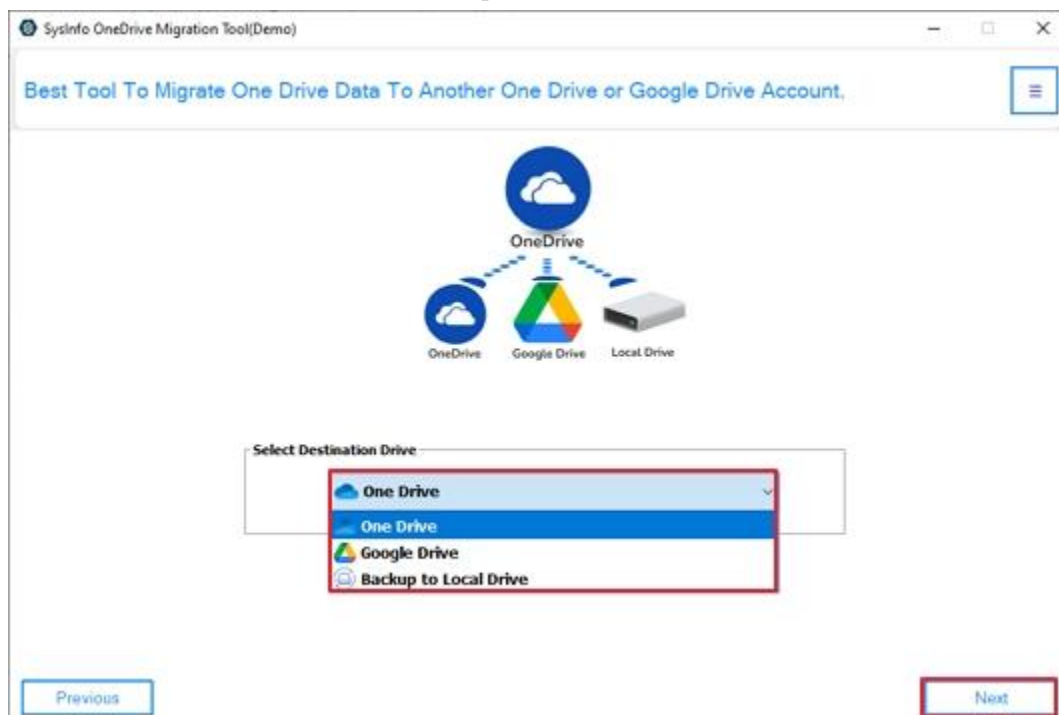 SysInfo OneDrive Migration Tool(Demo)
Best Tool To Migrate One Drive Data To Another One Drive or Google Drive Account.
OneDrive
OneDrive Google Drive Local Drive
Select Destination Drive
One Drive
One Drive
Google Drive
Backup to Local Drive
Previous Next